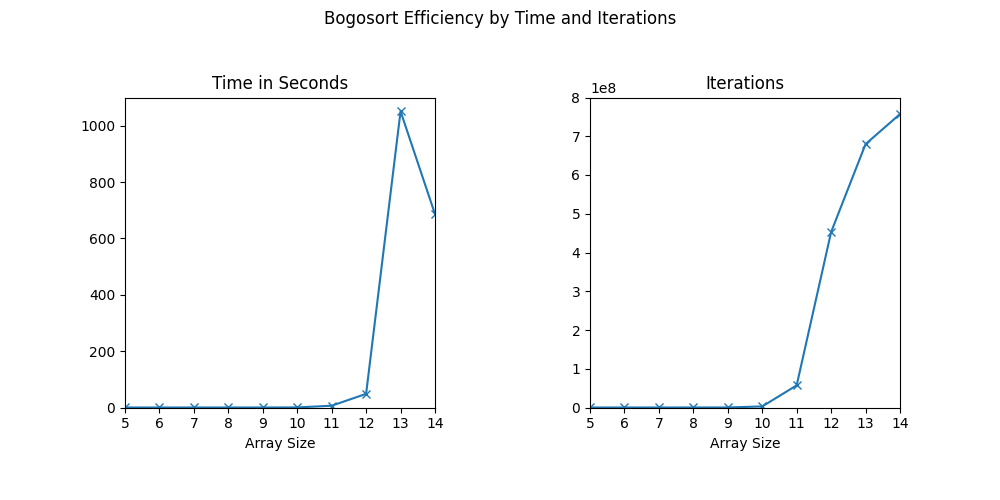 Bogosort Efficiency by Time and Iterations
Time in Seconds
1000
800
600
400
200
0
5 6 7 8 9 10 11 12 13 14
Array Size
Iterations
1e8
8
7
6
5
4
3
2
1
0
5 6 7 8 9 10 11 12 13 14
Array Size